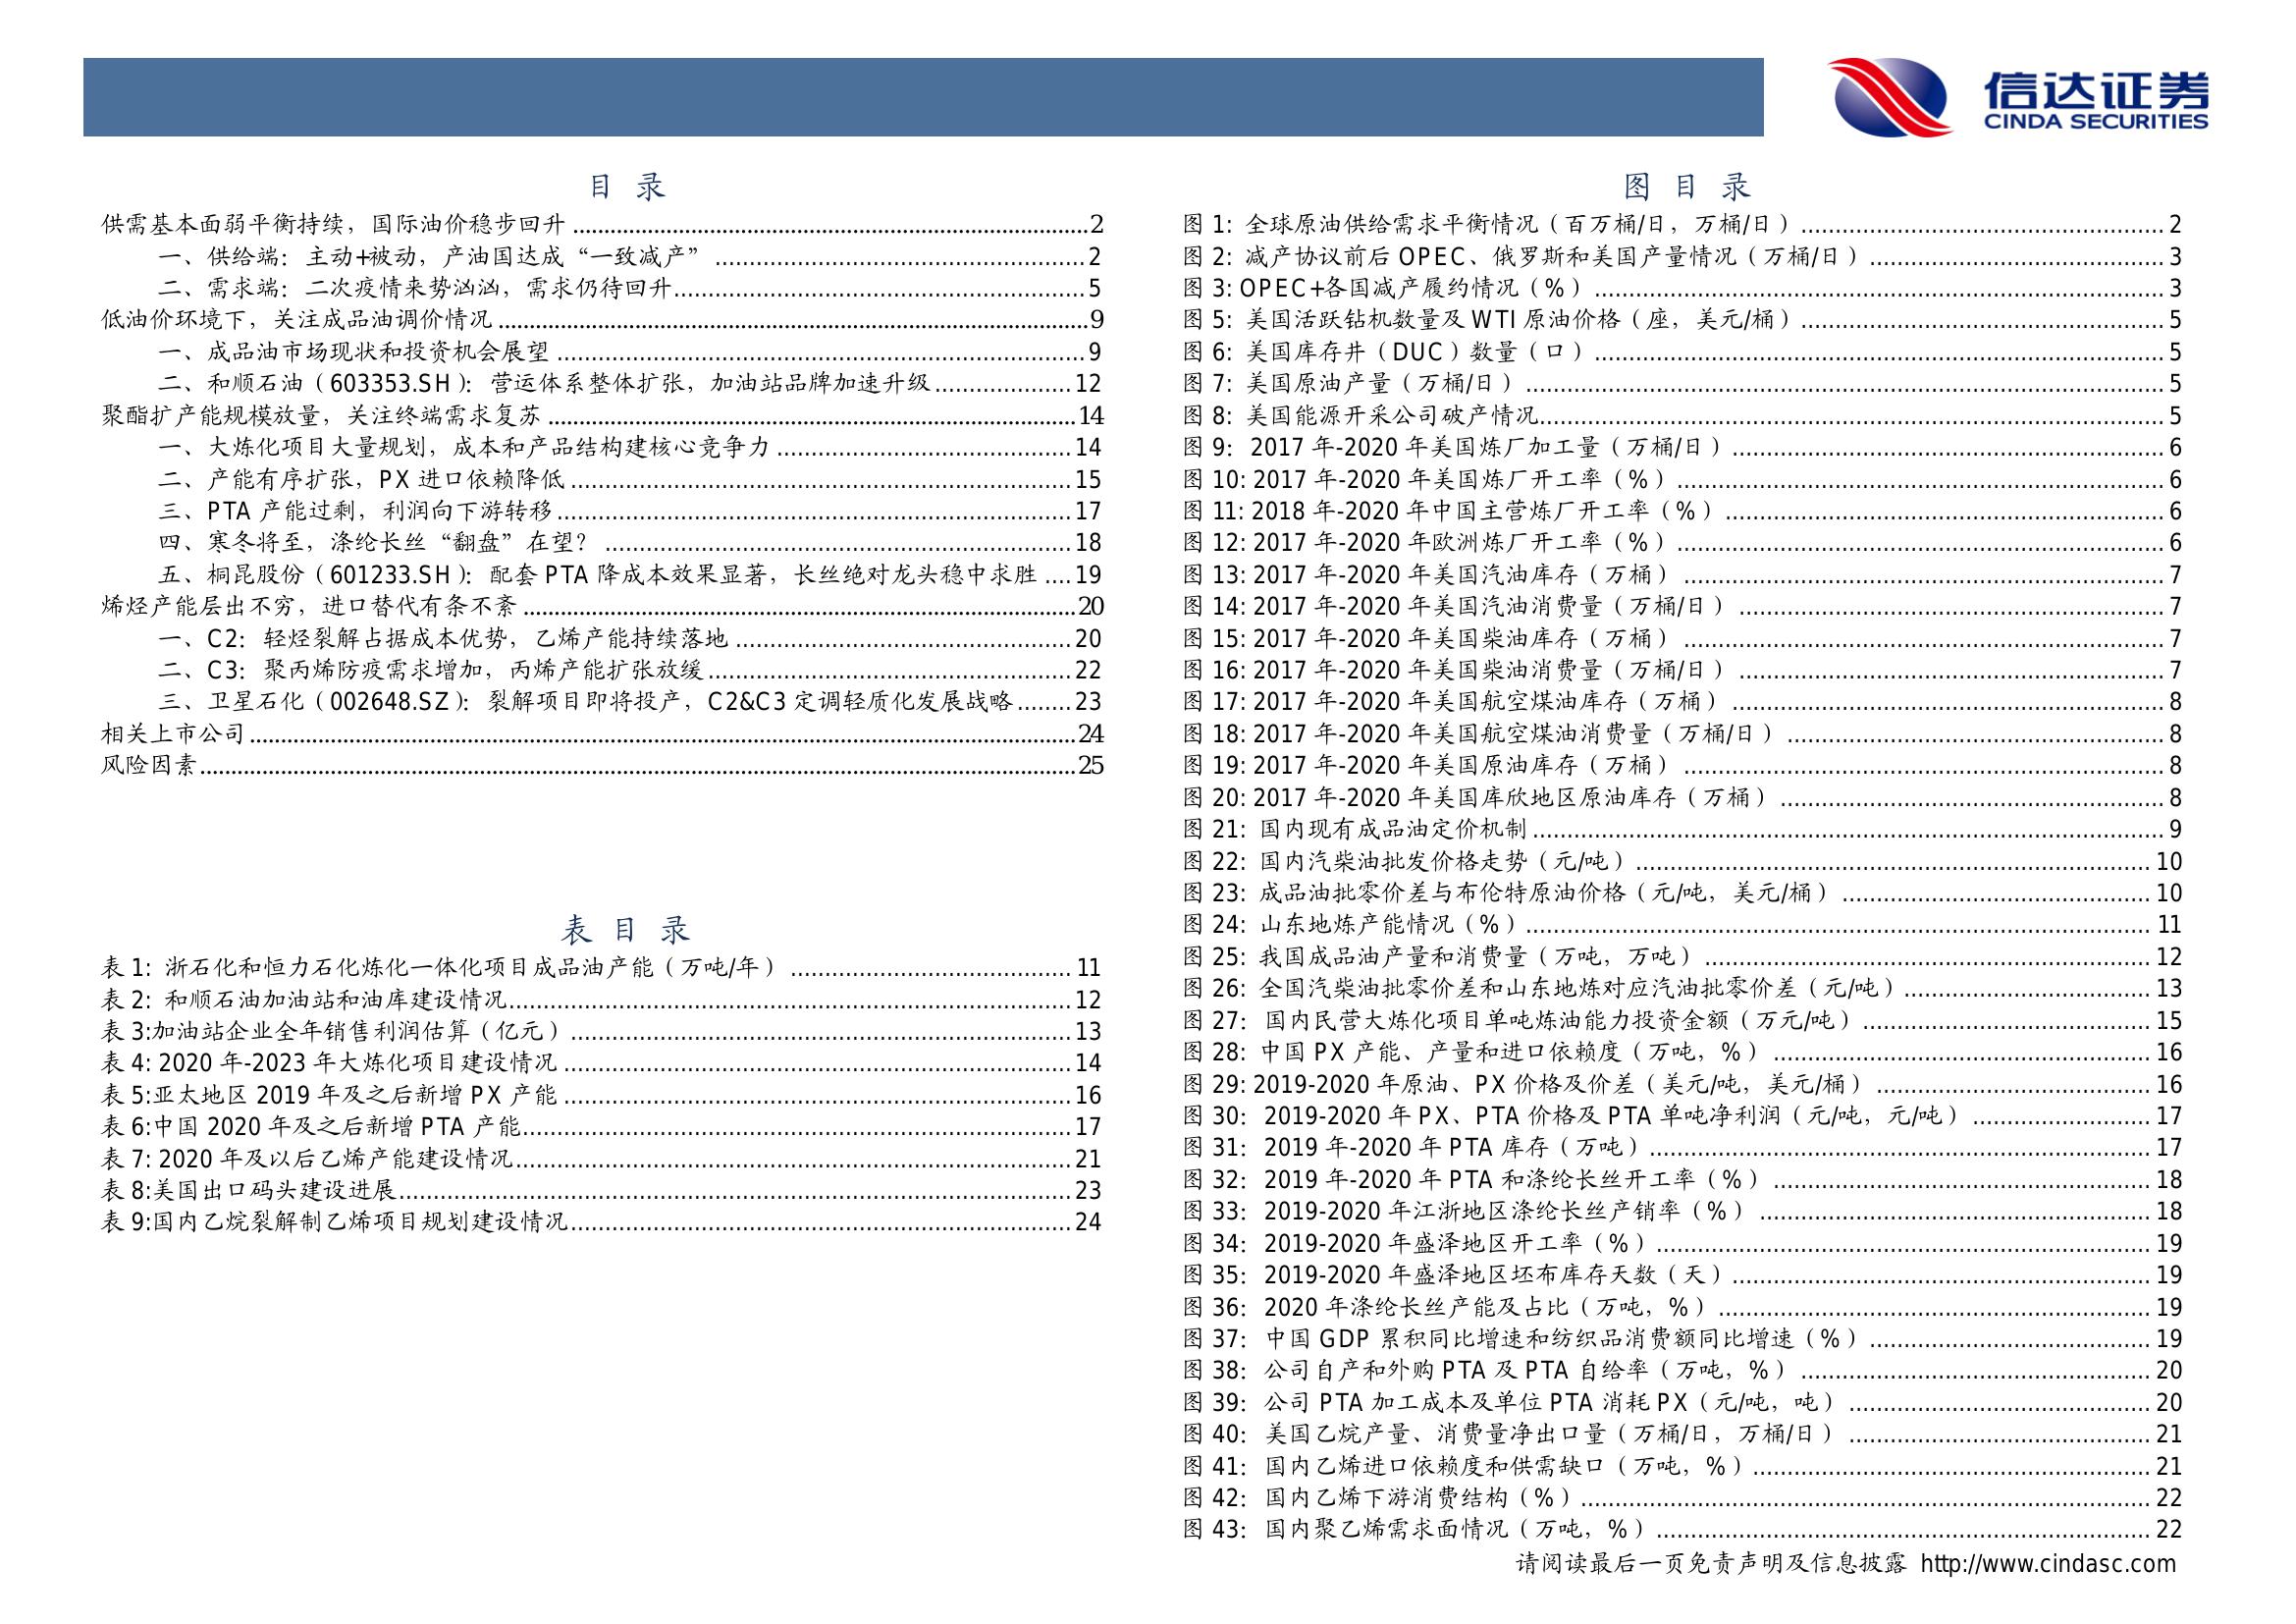 信达证券
CINDA SECURITIES
目 录
供需基本面弱平衡持续，国际油价稳步回升 ........ 2
一、供给端：主动+被动，产油国达成“一致减产” ........ 2
二、需求端：二次疫情来势汹汹，需求仍待回升........ 5
低油价环境下，关注成品油调价情况 ........ 9
一、成品油市场现状和投资机会展望 ........ 9
二、和顺石油（603353.SH）：营运体系整体扩张，加油站品牌加速升级........ 12
聚酯扩产能规模放量，关注终端需求复苏 ........ 14
一、大炼化项目大量规划，成本和产品结构建核心竞争力 ........ 14
二、产能有序扩张，PX 进口依赖降低 ........ 15
三、PTA 产能过剩，利润向下游转移 ........ 17
四、寒冬将至，涤纶长丝“翻盘”在望？ ........ 18
五、桐昆股份（601233.SH）：配套 PTA 降成本效果显著，长丝绝对龙头稳中求胜 .... 19
烯烃产能层出不穷，进口替代有条不紊 ........ 20
一、C2：轻烃裂解占据成本优势，乙烯产能持续落地 ........ 20
二、C3：聚丙烯防疫需求增加，丙烯产能扩张放缓 ........ 22
三、卫星石化（002648.SZ）：裂解项目即将投产，C2&C3 定调轻质化发展战略 ........ 23
相关上市公司 ........ 24
风险因素 ........ 25
表 目 录
表 1：浙石化和恒力石化炼化一体化项目成品油产能（万吨/年） ........ 11
表 2：和顺石油加油站和油库建设情况........ 12
表 3:加油站企业全年销售利润估算（亿元） ........ 13
表 4: 2020 年-2023 年大炼化项目建设情况 ........ 14
表 5:亚太地区 2019 年及之后新增 PX 产能 ........ 16
表 6:中国 2020 年及之后新增 PTA 产能........ 17
表 7: 2020 年及以后乙烯产能建设情况........ 21
表 8:美国出口码头建设进展........ 23
表 9:国内乙烷裂解制乙烯项目规划建设情况........ 24
图 目 录
图 1：全球原油供给需求平衡情况（百万桶/日，万桶/日） ........ 2
图 2：减产协议前后 OPEC、俄罗斯和美国产量情况（万桶/日） ........ 3
图 3: OPEC+各国减产履约情况（%） ........ 3
图 5：美国活跃钻机数量及 WTI 原油价格（座，美元/桶） ........ 5
图 6：美国库存井（DUC）数量（口） ........ 5
图 7：美国原油产量（万桶/日） ........ 5
图 8：美国能源开采公司破产情况........ 5
图 9： 2017 年-2020 年美国炼厂加工量（万桶/日） ........ 6
图 10: 2017 年-2020 年美国炼厂开工率（%） ........ 6
图 11: 2018 年-2020 年中国主营炼厂开工率（%） ........ 6
图 12: 2017 年-2020 年欧洲炼厂开工率（%） ........ 6
图 13: 2017 年-2020 年美国汽油库存（万桶） ........ 7
图 14: 2017 年-2020 年美国汽油消费量（万桶/日） ........ 7
图 15: 2017 年-2020 年美国柴油库存（万桶） ........ 7
图 16: 2017 年-2020 年美国柴油消费量（万桶/日） ........ 7
图 17: 2017 年-2020 年美国航空煤油库存（万桶） ........ 8
图 18: 2017 年-2020 年美国航空煤油消费量（万桶/日） ........ 8
图 19: 2017 年-2020 年美国原油库存（万桶） ........ 8
图 20: 2017 年-2020 年美国库欣地区原油库存（万桶） ........ 8
图 21：国内现有成品油定价机制 ........ 9
图 22：国内汽柴油批发价格走势（元/吨） ........ 10
图 23：成品油批零价差与布伦特原油价格（元/吨，美元/桶） ........ 10
图 24：山东地炼产能情况（%） ........ 11
图 25：我国成品油产量和消费量（万吨，万吨） ........ 12
图 26：全国汽柴油批零价差和山东地炼对应汽油批零价差（元/吨） ........ 13
图 27： 国内民营大炼化项目单吨炼油能力投资金额（万元/吨） ........ 15
图 28：中国 PX 产能、产量和进口依赖度（万吨，%） ........ 16
图 29: 2019-2020 年原油、PX 价格及价差（美元/吨，美元/桶） ........ 16
图 30： 2019-2020 年 PX、PTA 价格及 PTA 单吨净利润（元/吨，元/吨） ........ 17
图 31： 2019 年-2020 年 PTA 库存（万吨） ........ 17
图 32： 2019 年-2020 年 PTA 和涤纶长丝开工率（%） ........ 18
图 33： 2019-2020 年江浙地区涤纶长丝产销率（%） ........ 18
图 34： 2019-2020 年盛泽地区开工率（%） ........ 19
图 35： 2019-2020 年盛泽地区坯布库存天数（天） ........ 19
图 36： 2020 年涤纶长丝产能及占比（万吨，%） ........ 19
图 37： 中国 GDP 累积同比增速和纺织品消费额同比增速（%） ........ 19
图 38： 公司自产和外购 PTA 及 PTA 自给率（万吨，%） ........ 20
图 39： 公司 PTA 加工成本及单位 PTA 消耗 PX（元/吨，吨） ........ 20
图 40： 美国乙烷产量、消费量净出口量（万桶/日，万桶/日） ........ 21
图 41： 国内乙烯进口依赖度和供需缺口（万吨，%） ........ 21
图 42： 国内乙烯下游消费结构（%） ........ 22
图 43： 国内聚乙烯需求面情况（万吨，%） ........ 22
请阅读最后一页免责声明及信息披露 http://www.cindasc.com